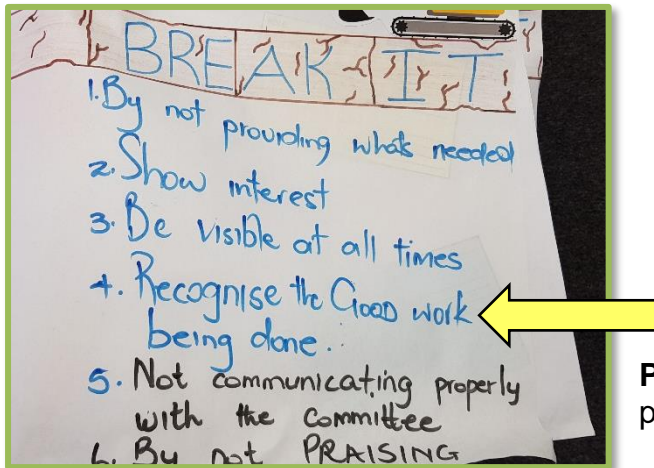 BREAK IT
1. By not providing whats needed
2. Show interest
3. Be visible at all times
4. Recognise the GOOD work
being done..
5. Not communicating properly
with the committee
6. By not PRAISING
P
p